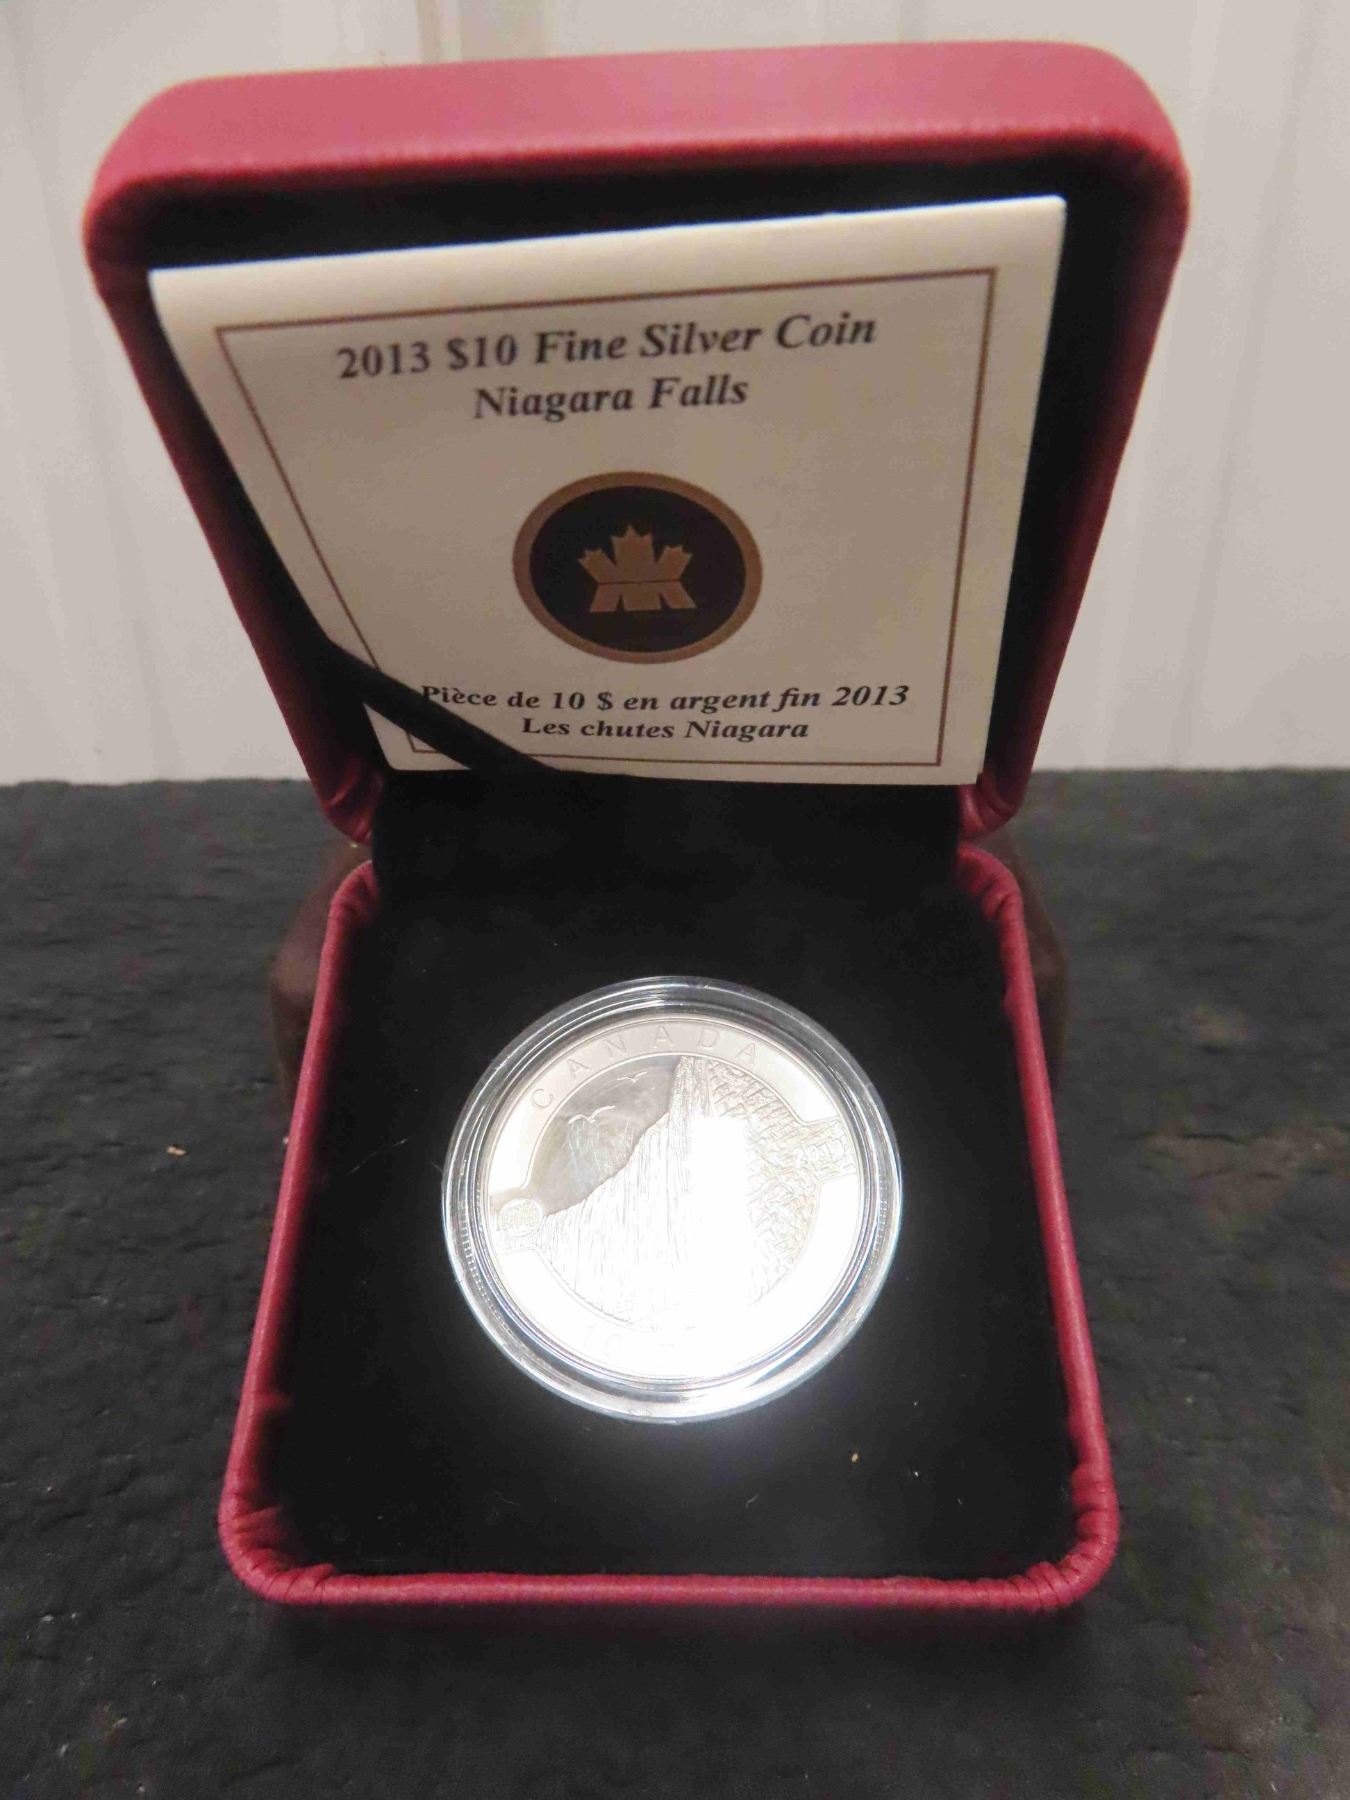 2013 $10 Fine Silver Coin
Niagara Falls
Pièce de 10 $ en argent fin 2013
Les chutes Niagara
CANADA